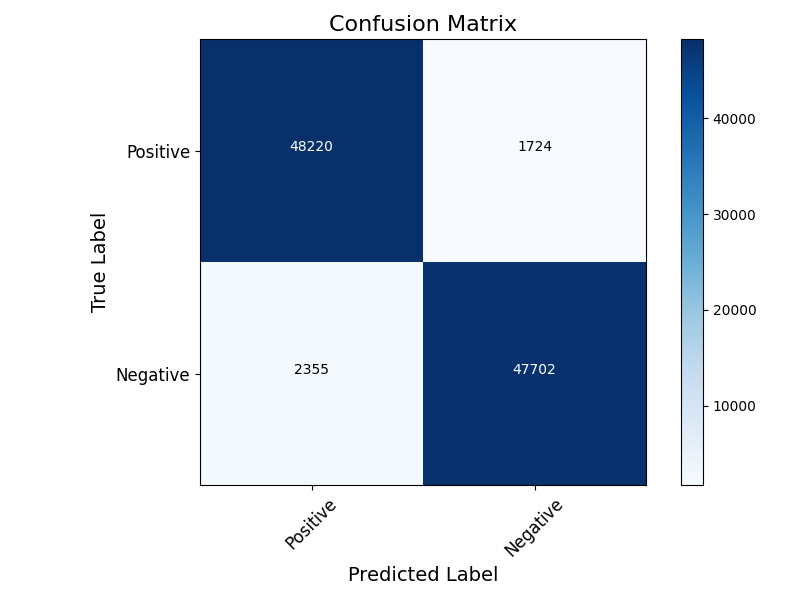 Confusion Matrix
True Label
Positive
48220
1724
Negative
2355
47702
Positive
Negative
Predicted Label
40000
30000
20000
10000